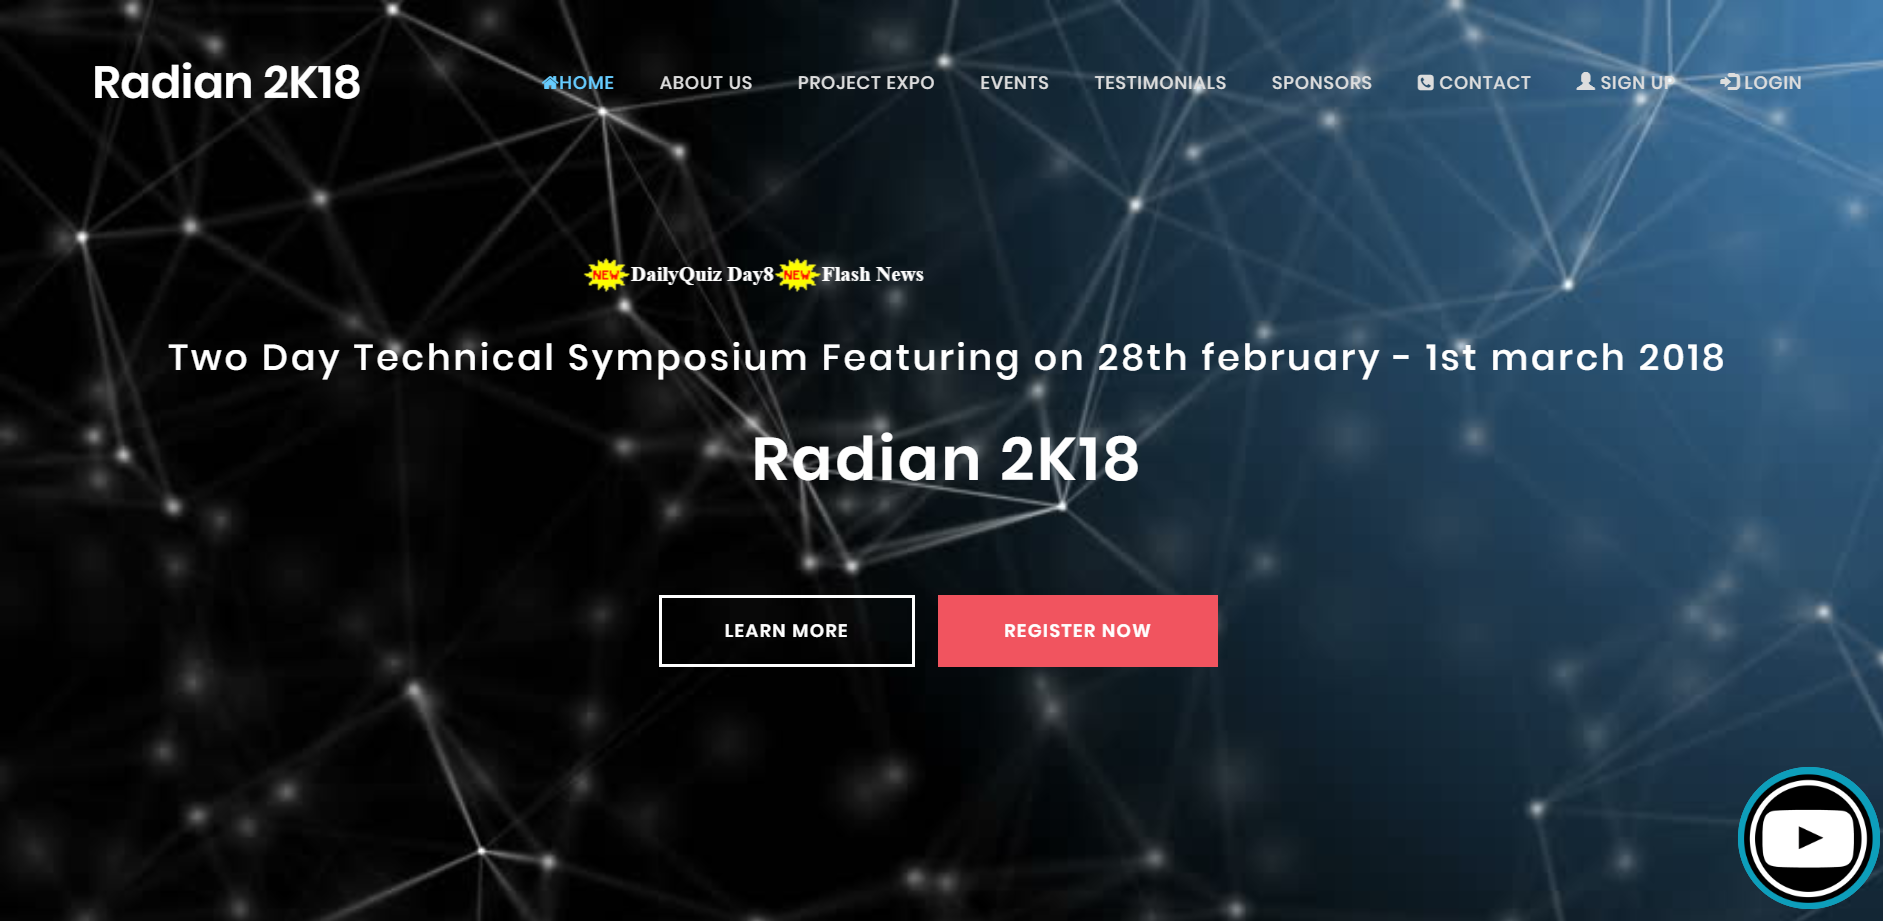 Radian 2K18
HOME ABOUT US PROJECT EXPO EVENTS TESTIMONIALS SPONSORS CONTACT SIGN UP LOGIN
NEW DailyQuiz Day8 NEW Flash News
Two Day Technical Symposium Featuring on 28th february - 1st march 2018
Radian 2K18
LEARN MORE REGISTER NOW